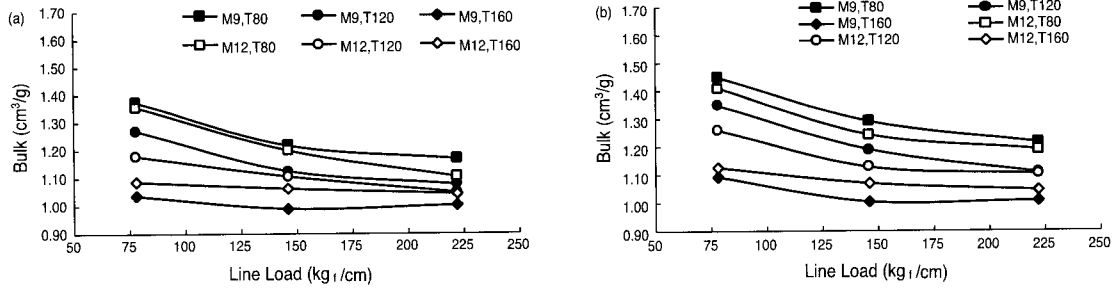 (a)
M9,T80 M9,T120 M9,T160
M12,T80 M12,T120 M12,T160
Bulk (cm³/g)
1.70
1.60
1.50
1.40
1.30
1.20
1.10
1.00
0.90
50 75 100 125 150 175 200 225 250
Line Load (kg f /cm)
(b)
M9,T80 M9,T120
M9,T160 M12,T80
M12,T120 M12,T160
Bulk (cm³/g)
1.70
1.60
1.50
1.40
1.30
1.20
1.10
1.00
0.90
50 75 100 125 150 175 200 225 250
Line Load (kg f /cm)